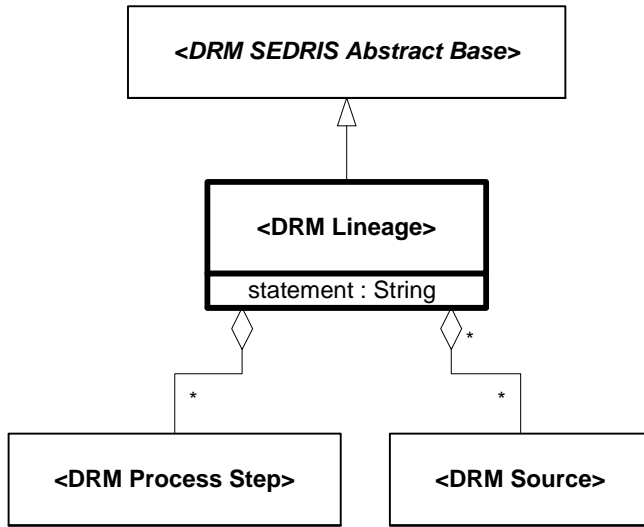 <DRM SEDRIS Abstract Base>
<DRM Lineage>
statement : String
*
*
*
<DRM Process Step>
<DRM Source>